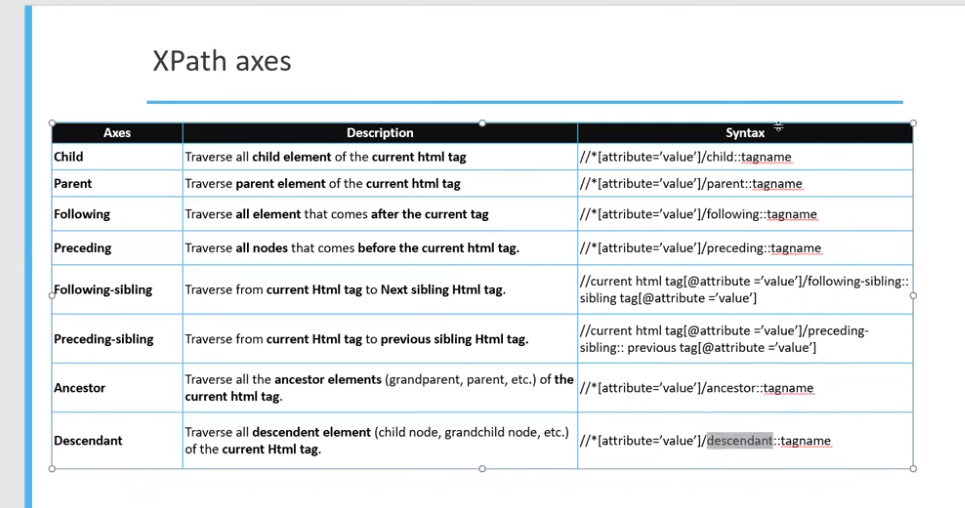 XPath axes
Axes Description Syntax
Child Traverse all child element of the current html tag //*[attribute='value']/child::tagname
Parent Traverse parent element of the current html tag //*[attribute='value']/parent::tagname
Following Traverse all element that comes after the current tag //*[attribute='value']/following::tagname
Preceding Traverse all nodes that comes before the current html tag. //*[attribute='value']/preceding::tagname
Following-sibling Traverse from current Html tag to Next sibling Html tag. //current html tag[@attribute ='value']/following-sibling::
sibling tag[@attribute ='value']
Preceding-sibling Traverse from current Html tag to previous sibling Html tag. //current html tag[@attribute ='value']/preceding-
sibling:: previous tag[@attribute ='value']
Ancestor Traverse all the ancestor elements (grandparent, parent, etc.) of the
current html tag. //*[attribute='value']/ancestor::tagname
Descendant Traverse all descendent element (child node, grandchild node, etc.)
of the current Html tag. //*[attribute='value']/descendant::tagname